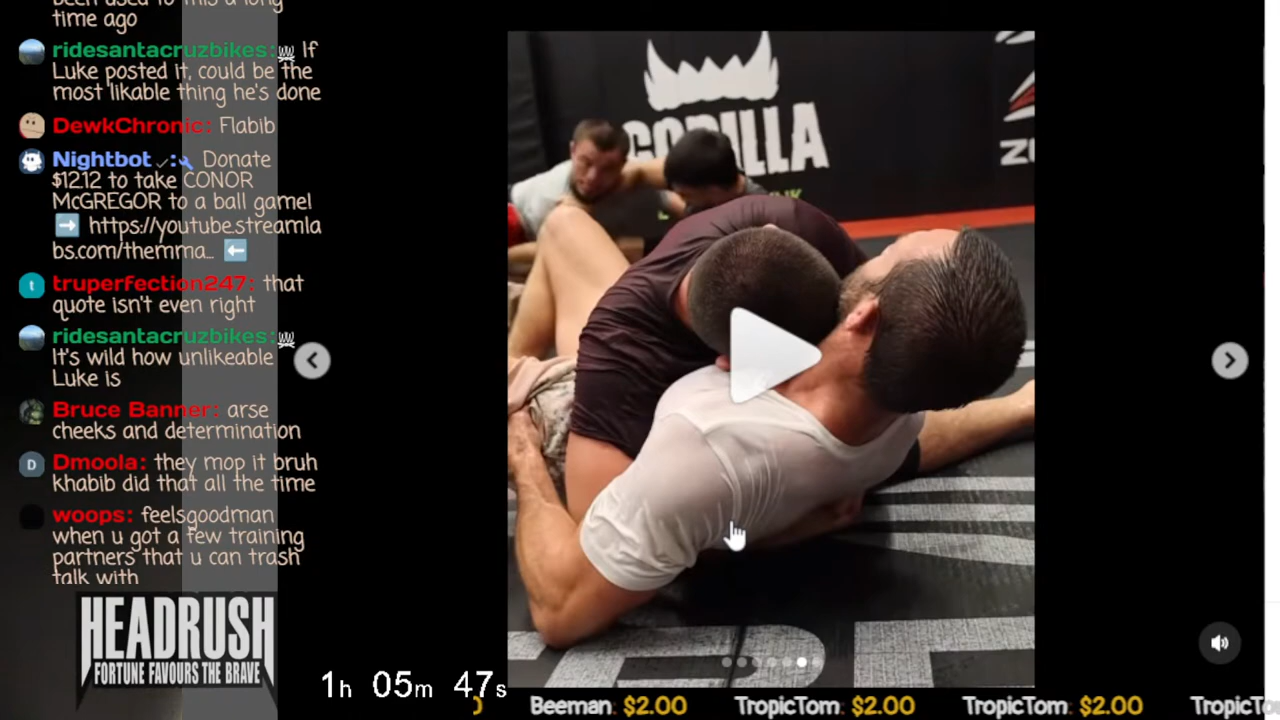 been used to this a long
time ago
ridesantacruzbikes: If
Luke posted it, could be the
most likable thing he's done
DewkChronic: Flabib
Nightbot✓: Donate
$12.12 to take CONOR
McGREGOR to a ball game!
➡️ https://youtube.streamla
bs.com/themma... ⬅️
truperfection247: that
quote isn't even right
ridesantacruzbikes:
It's wild how unlikeable
Luke is
Bruce Banner: arse
cheeks and determination
Dmoola: they mop it bruh
khabib did that all the time
woops: feelsgoodman
when u got a few training
partners that u can trash
talk with
HEADRUSH
FORTUNE FAVOURS THE BRAVE
GORILLA
1h 05m 47s
Beeman: $2.00 TropicTom: $2.00 TropicTom: $2.00